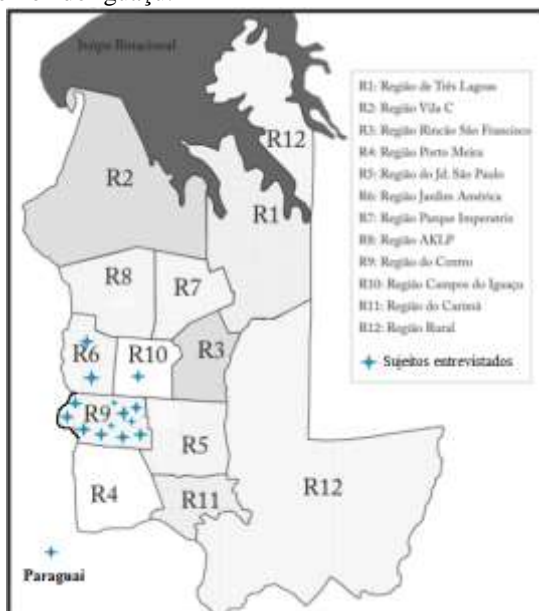 Itaipu Binacional
R12
R2
R1
R8
R7
R6
R10
R3
R9
R5
R4
R11
R12
Paraguai
R1: Região de Três Lagoas
R2: Região Vila C
R3: Região Rincão São Francisco
R4: Região Porto Meira
R5: Região do Jd. São Paulo
R6: Região Jardim América
R7: Região Parque Imperatriz
R8: Região AKLP
R9: Região do Centro
R10: Região Campos do Iguaçu
R11: Região do Carimã
R12: Região Rural
Sujeitos entrevistados